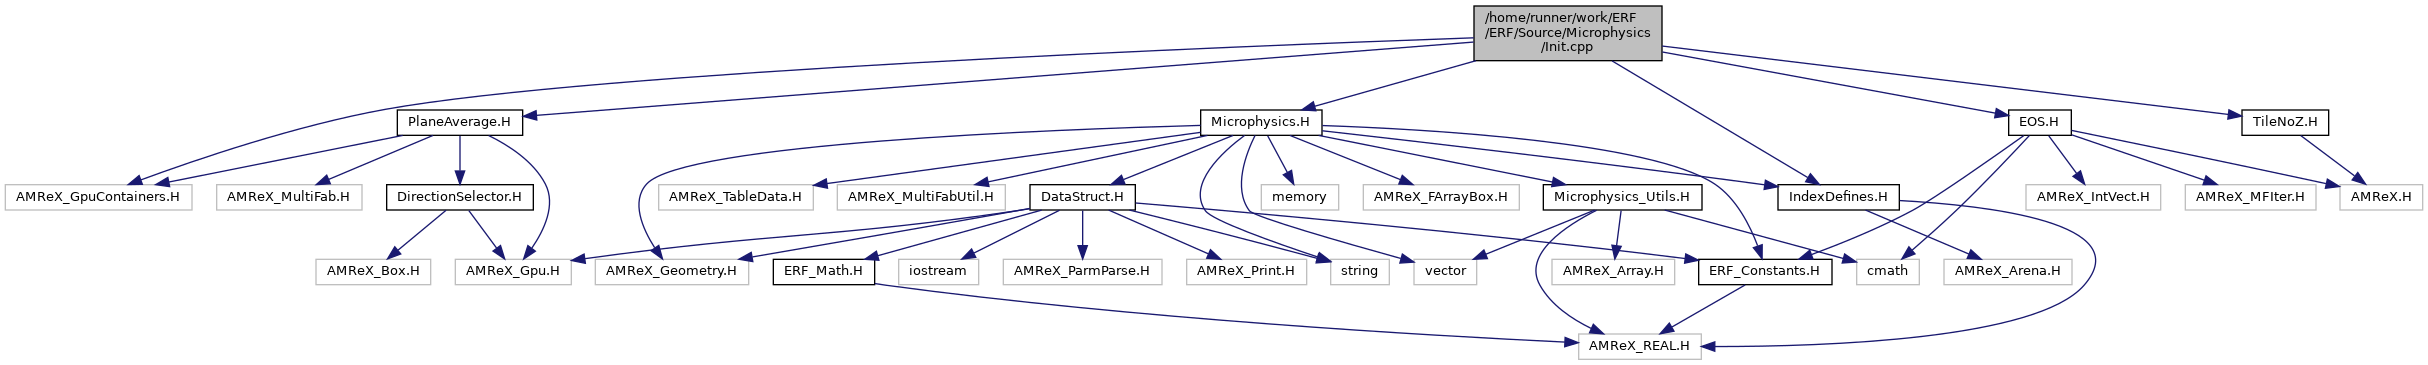 /home/runner/work/ERF
/ERF/Source/Microphysics
/Init.cpp
PlaneAverage.H
Microphysics.H
EOS.H
TileNoZ.H
AMReX_GpuContainers.H
AMReX_MultiFab.H
DirectionSelector.H
AMReX_TableData.H
AMReX_MultiFabUtil.H
DataStruct.H
memory
AMReX_FArrayBox.H
Microphysics_Utils.H
IndexDefines.H
AMReX_IntVect.H
AMReX_MFIter.H
AMReX.H
AMReX_Box.H
AMReX_Gpu.H
AMReX_Geometry.H
ERF_Math.H
iostream
AMReX_ParmParse.H
AMReX_Print.H
string
vector
AMReX_Array.H
ERF_Constants.H
cmath
AMReX_Arena.H
AMReX_REAL.H